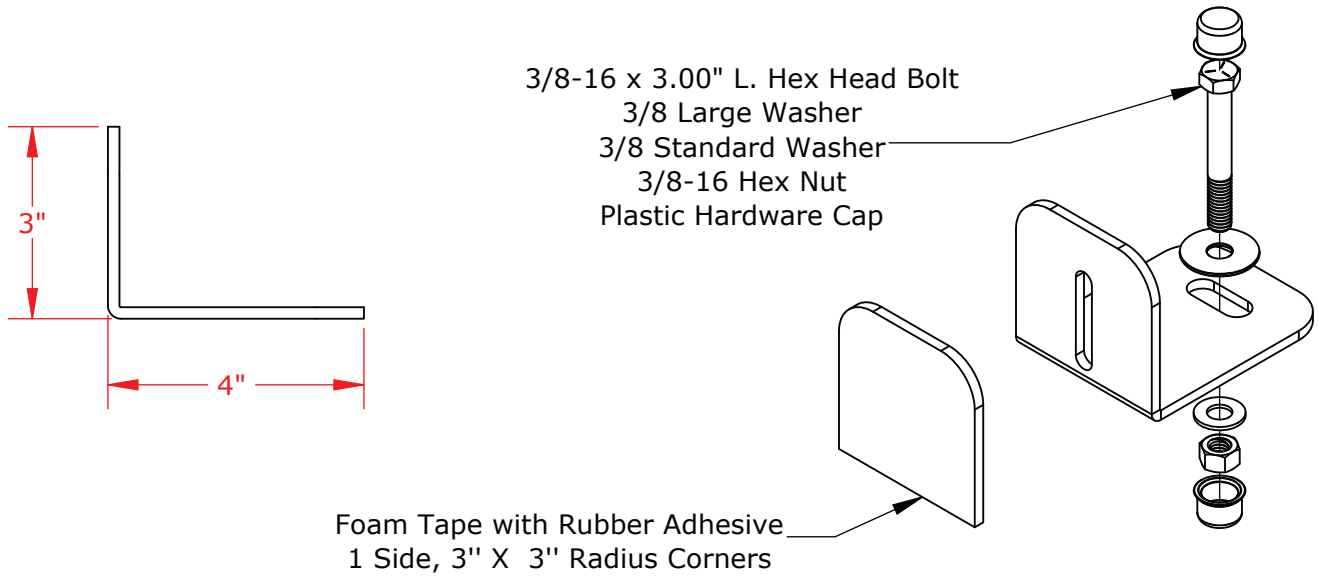 3/8-16 x 3.00" L. Hex Head Bolt
3/8 Large Washer
3/8 Standard Washer
3/8-16 Hex Nut
Plastic Hardware Cap
3"
4"
Foam Tape with Rubber Adhesive
1 Side, 3'' X 3'' Radius Corners